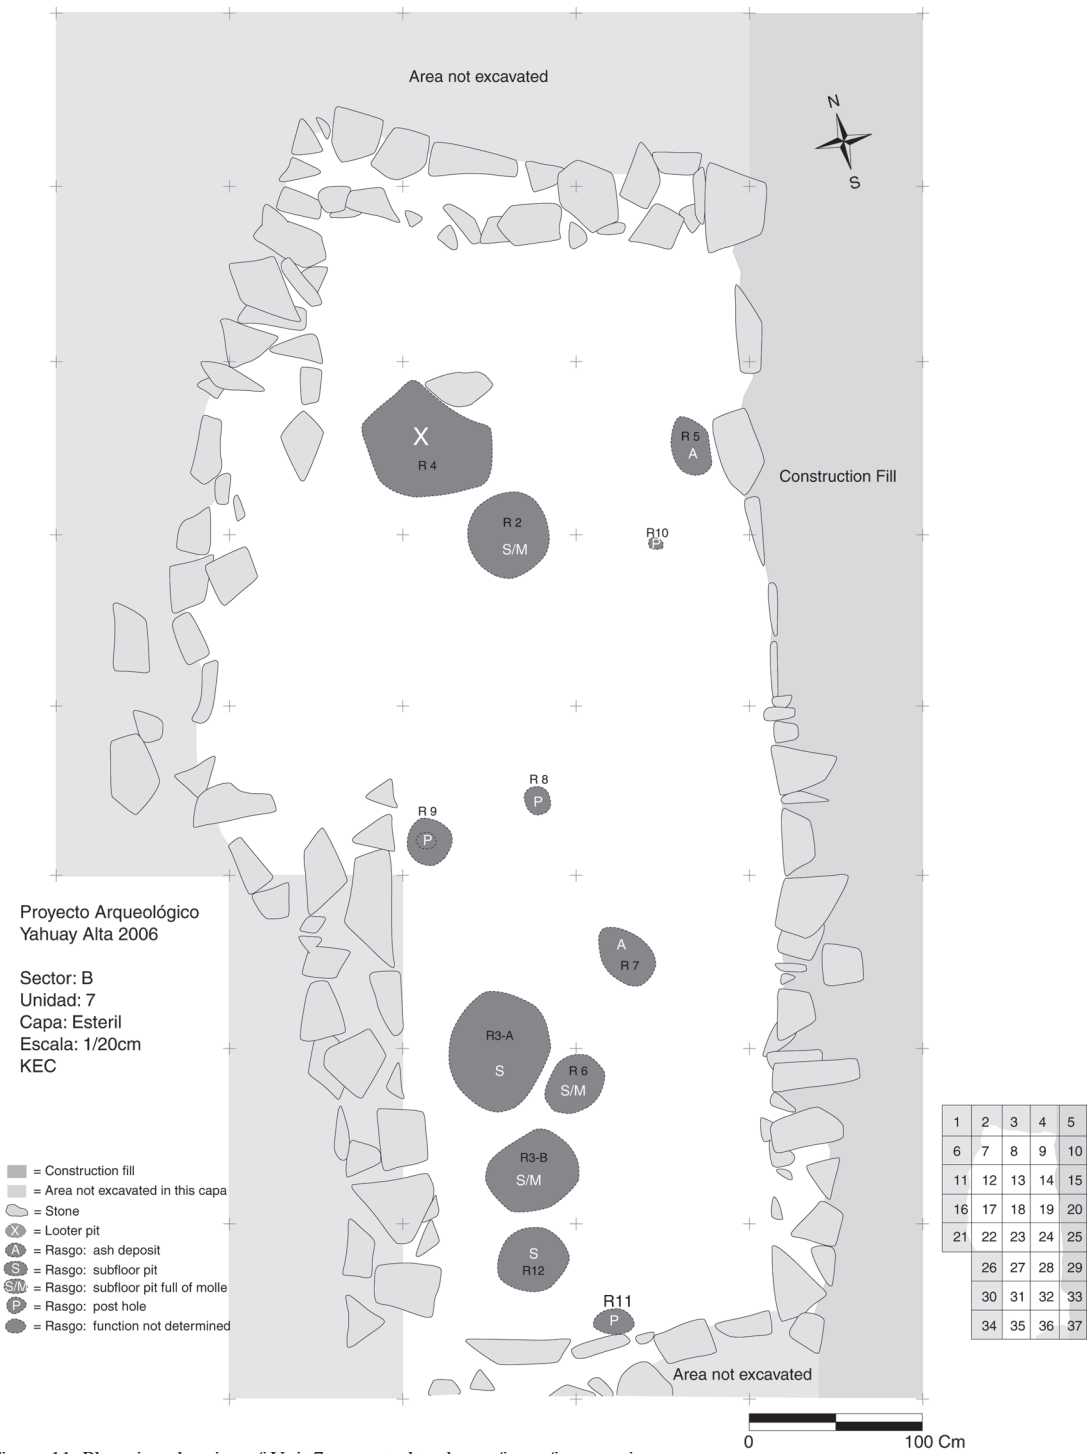 Area not excavated
N
S
Construction Fill
X
R 4
R 5
A
R 2
S/M
R10
P
R 8
P
R 9
P
A
R 7
R3-A
S
R 6
S/M
R3-B
S/M
S
R12
R11
P
Area not excavated
Proyecto Arqueológico
Yahuay Alta 2006
Sector: B
Unidad: 7
Capa: Esteril
Escala: 1/20cm
KEC
= Construction fill
= Area not excavated in this capa
= Stone
X = Looter pit
A = Rasgo: ash deposit
S = Rasgo: subfloor pit
S/M = Rasgo: subfloor pit full of molle
P = Rasgo: post hole
= Rasgo: function not determined
1 2 3 4 5
6 7 8 9 10
11 12 13 14 15
16 17 18 19 20
21 22 23 24 25
26 27 28 29
30 31 32 33
34 35 36 37
0 100 Cm